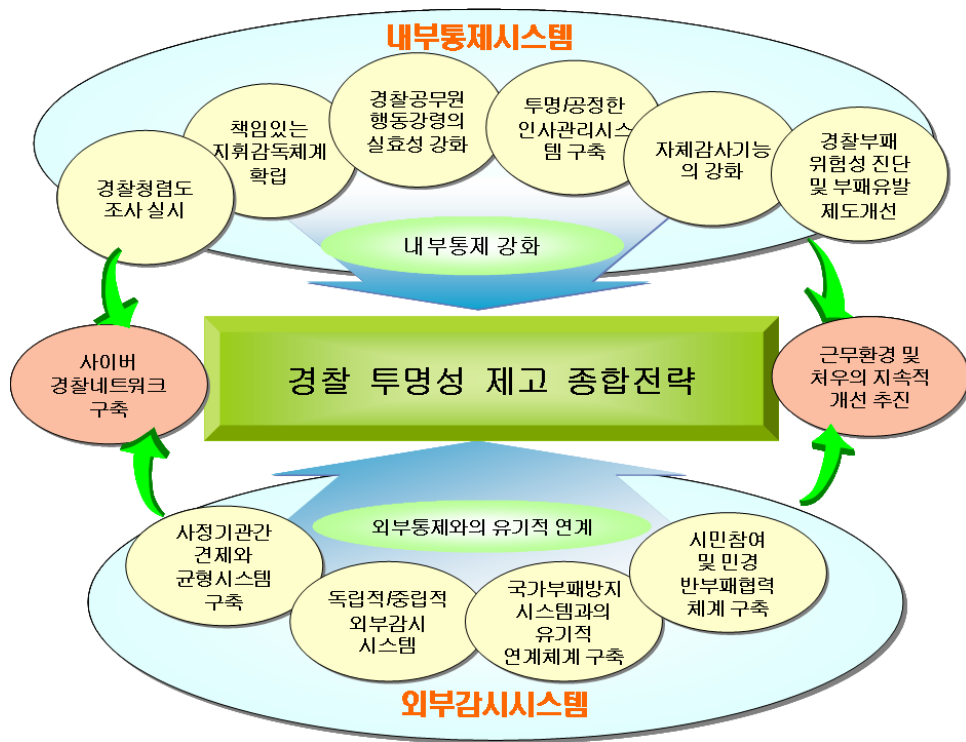 내부통제시스템
경찰청렴도
조사 실시
책임있는
지휘감독체계
확립
경찰공무원
행동강령의
실효성 강화
투명/공정한
인사관리시스
템 구축
자체감사기능
의 강화
경찰부패
위험성 진단
및 부패유발
제도개선
내부통제 강화
사이버
경찰네트워크
구축
경찰 투명성 제고 종합전략
근무환경 및
처우의 지속적
개선 추진
외부통제와의 유기적 연계
사정기관간
견제와
균형시스템
구축
독립적/중립적
외부감시
시스템
국가부패방지
시스템과의
유기적
연계체계 구축
시민참여
및 민경
반부패협력
체계 구축
외부감시시스템